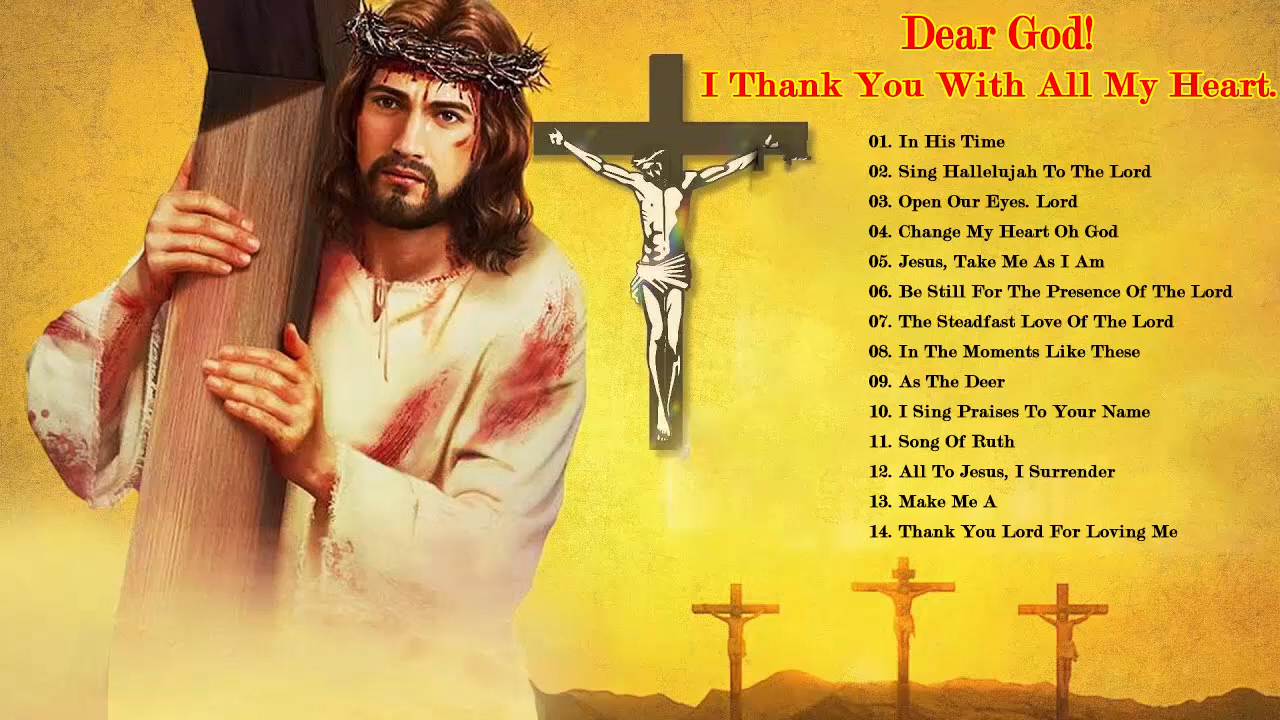 Dear God!
I Thank You With All My Heart.
01. In His Time
02. Sing Hallelujah To The Lord
03. Open Our Eyes. Lord
04. Change My Heart Oh God
05. Jesus, Take Me As I Am
06. Be Still For The Presence Of The Lord
07. The Steadfast Love Of The Lord
08. In The Moments Like These
09. As The Deer
10. I Sing Praises To Your Name
11. Song Of Ruth
12. All To Jesus, I Surrender
13. Make Me A
14. Thank You Lord For Loving Me